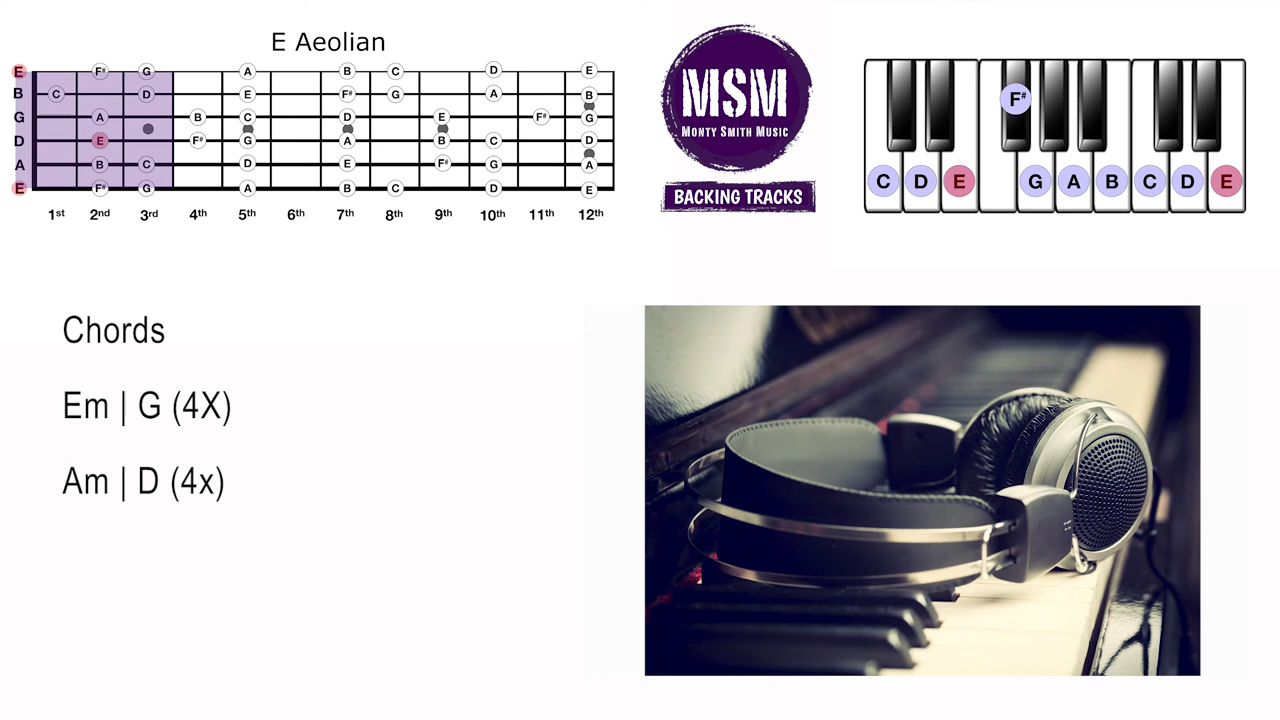 E Aeolian
E F# G A B C D E
B C D E F# G A B
G A B C D E F# G
D E F# G A B C D
A B C D E F# G A
E F# G A B C D E
1st 2nd 3rd 4th 5th 6th 7th 8th 9th 10th 11th 12th
MSM
MONTY SMITH MUSIC
BACKING TRACKS
F#
C D E G A B C D E
Chords
Em | G (4X)
Am | D (4x)